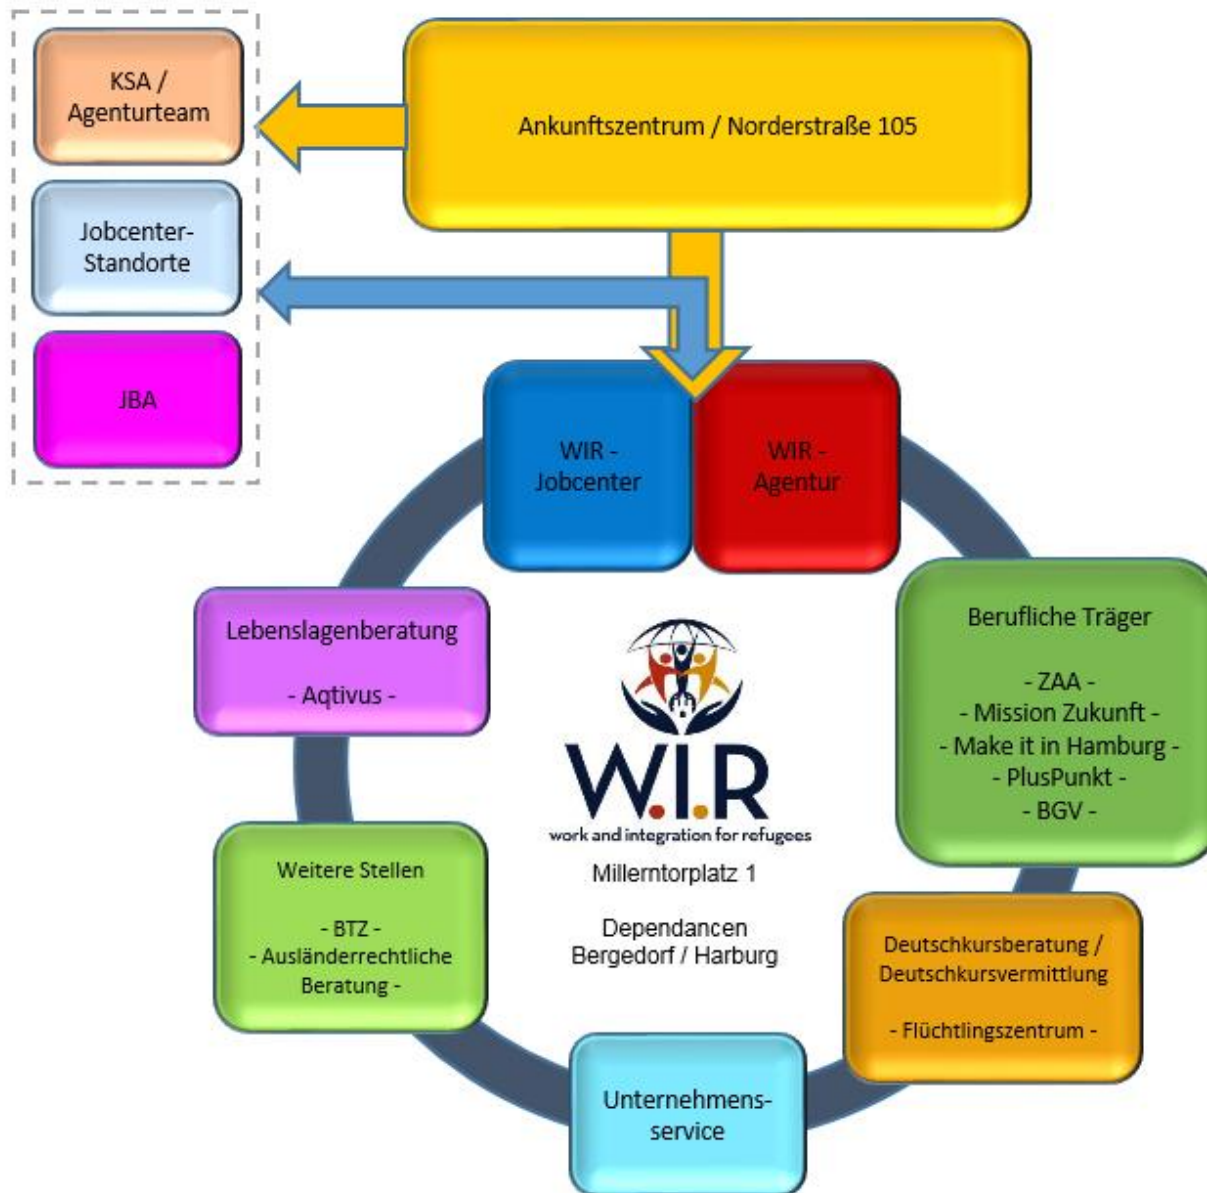 KSA /
Agenturteam
Ankunftszentrum / Norderstraße 105
Jobcenter-
Standorte
JBA
WIR -
Jobcenter
WIR -
Agentur
Lebenslagenberatung
- Aqtivus -
Berufliche Träger
- ZAA -
- Mission Zukunft -
- Make it in Hamburg -
- PlusPunkt -
- BGV -
W.I.R
work and integration for refugees
Millerntorplatz 1
Dependancen
Bergedorf / Harburg
Weitere Stellen
- BTZ -
- Ausländerrechtliche
Beratung -
Deutschkursberatung /
Deutschkursvermittlung
- Flüchtlingszentrum -
Unternehmens-
service